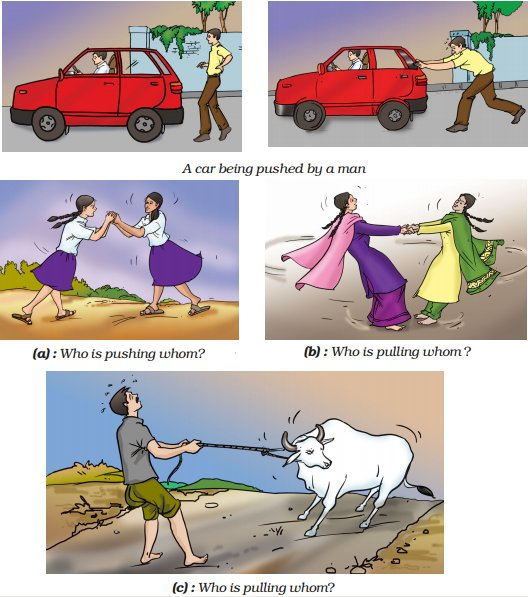 A car being pushed by a man
(a) : Who is pushing whom?
(b) : Who is pulling whom?
(c) : Who is pulling whom?